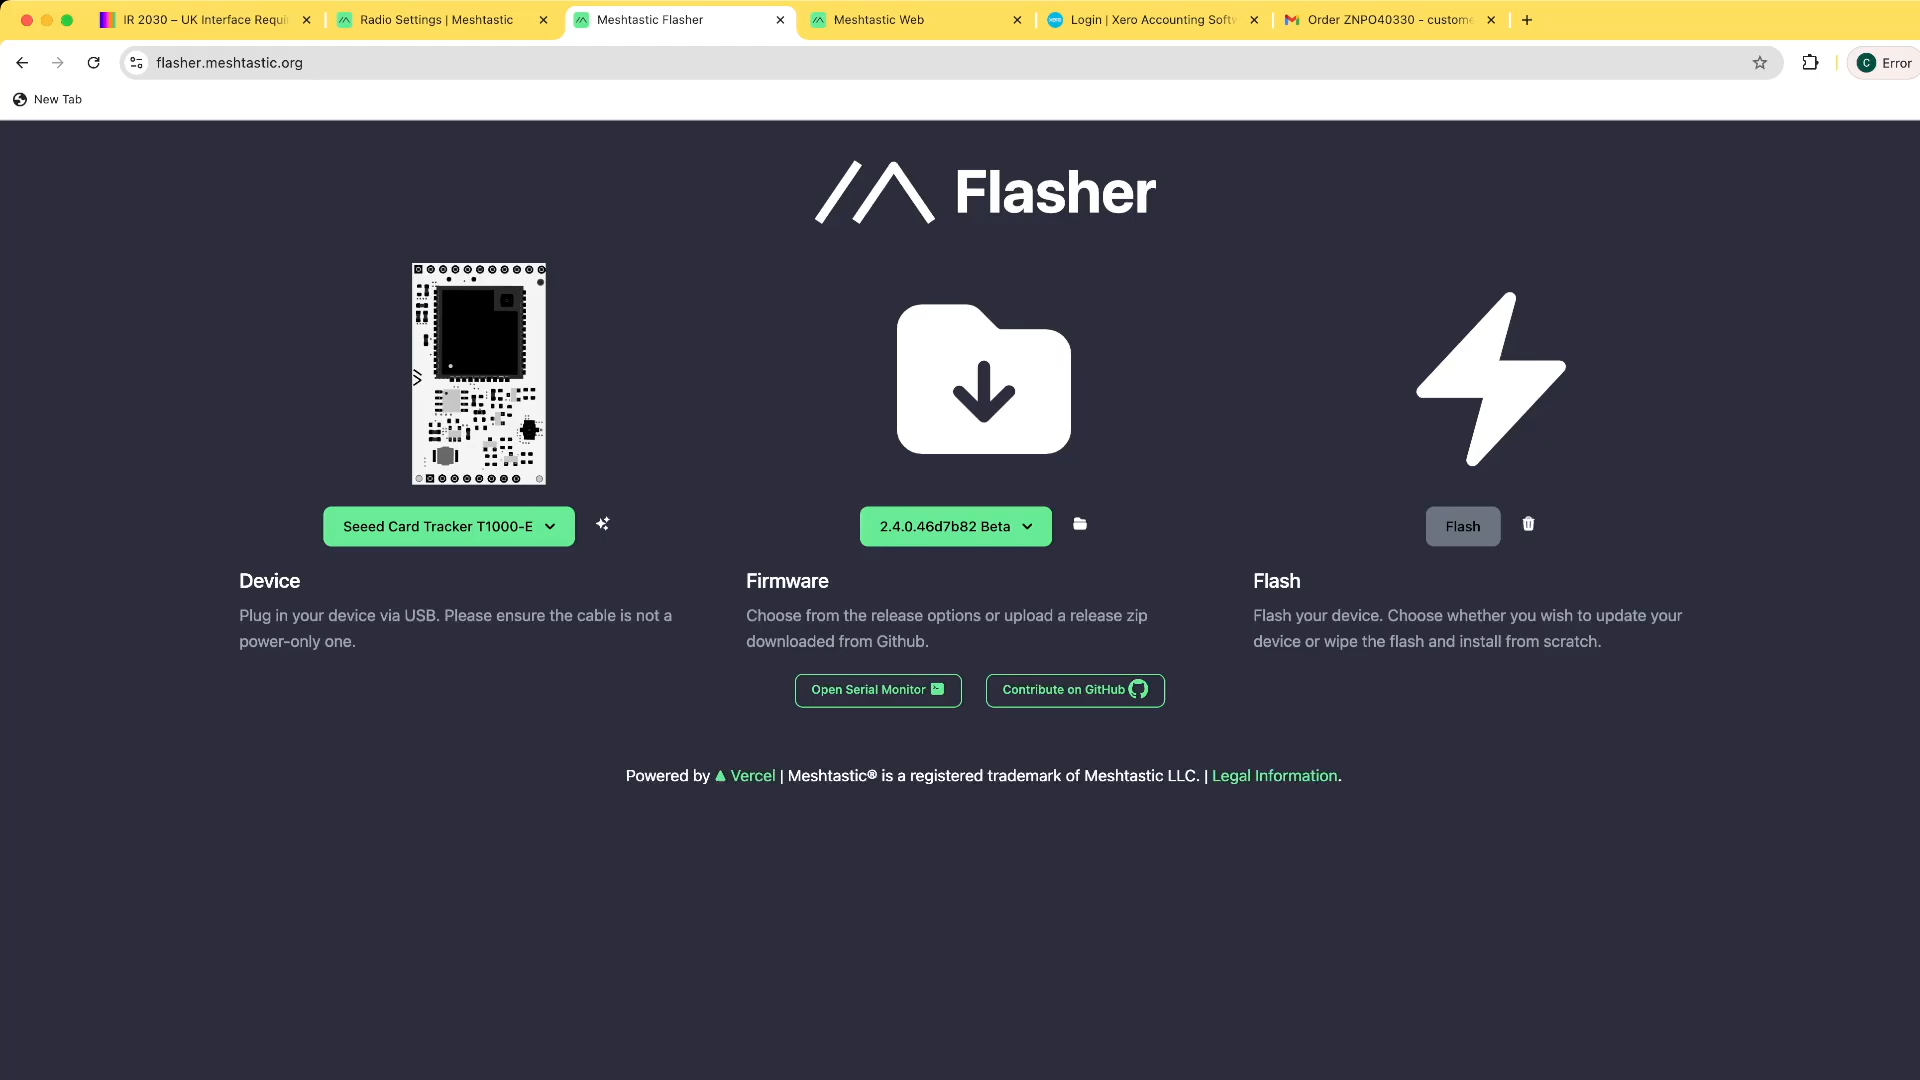 IR 2030 – UK Interface Requi
Radio Settings | Meshtastic
Meshtastic Flasher
Meshtastic Web
Login | Xero Accounting Softw
Order ZNPO40330 - custome
flasher.meshtastic.org
C Error
New Tab
Flasher
Seeed Card Tracker T1000-E
2.4.0.46d7b82 Beta
Flash
Device
Plug in your device via USB. Please ensure the cable is not a
power-only one.
Firmware
Choose from the release options or upload a release zip
downloaded from Github.
Flash
Flash your device. Choose whether you wish to update your
device or wipe the flash and install from scratch.
Open Serial Monitor
Contribute on GitHub
Powered by Vercel | Meshtastic® is a registered trademark of Meshtastic LLC. | Legal Information.